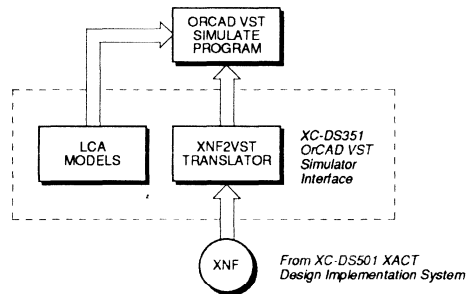 ORCAD VST
SIMULATE
PROGRAM
LCA
MODELS
XNF2VST
TRANSLATOR
XC-DS351
OrCAD VST
Simulator
Interface
XNF
From XC-DS501 XACT
Design Implementation System